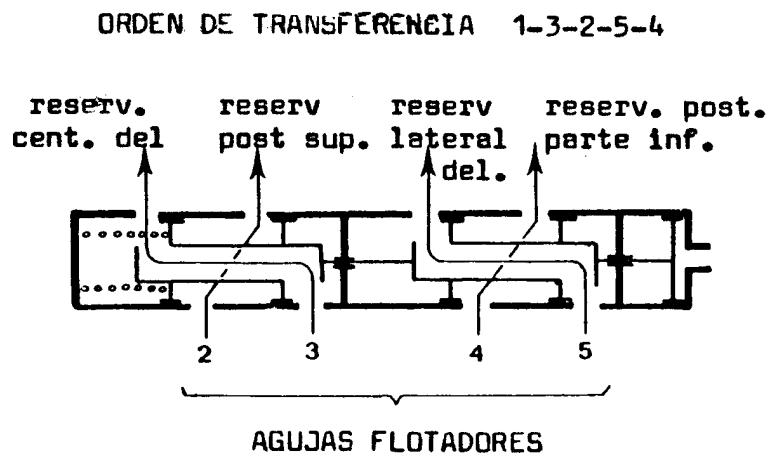 ORDEN DE TRANSFERENCIA 1-3-2-5-4
reserv. reserv reserv reserv. post.
cent. del post sup. lateral parte inf.
del.
2 3 4 5
AGUJAS FLOTADORES